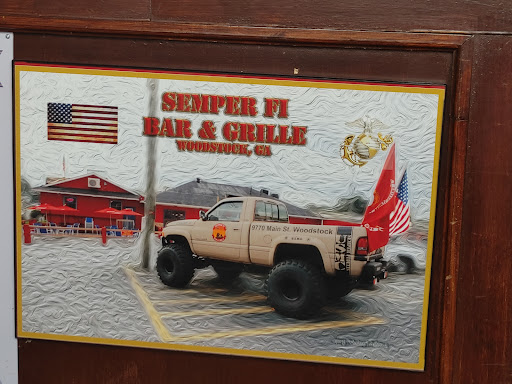 SEMPER FI
BAR & GRILLE
WOODSTOCK, GA
9770 Main St. Woodstock